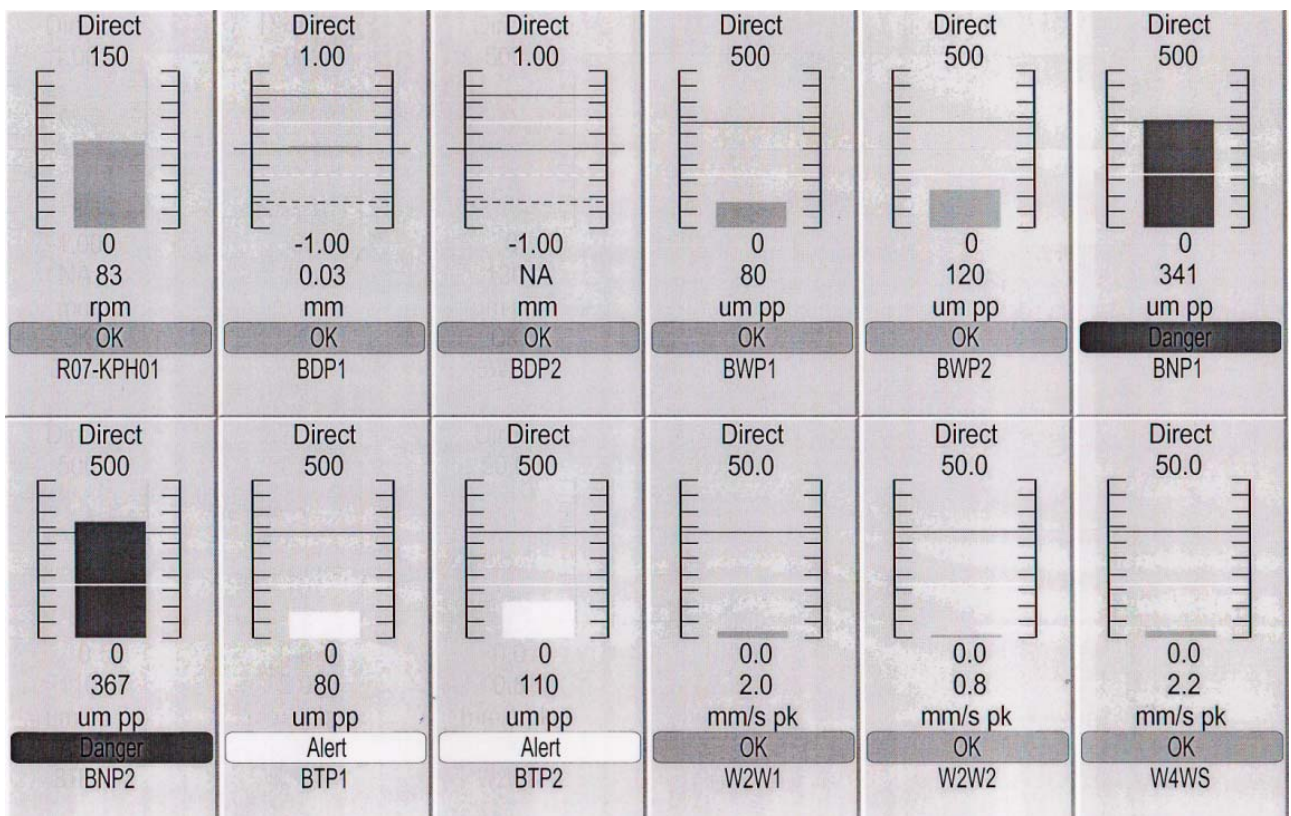 Direct
150
0
83
rpm
OK
R07-KPH01
Direct
1.00
-1.00
0.03
mm
OK
BDP1
Direct
1.00
-1.00
NA
mm
OK
BDP2
Direct
500
0
80
um pp
OK
BWP1
Direct
500
0
120
um pp
OK
BWP2
Direct
500
0
341
um pp
Danger
BNP1
Direct
500
0
367
um pp
Danger
BNP2
Direct
500
0
80
um pp
Alert
BTP1
Direct
500
0
110
um pp
Alert
BTP2
Direct
50.0
0.0
2.0
mm/s pk
OK
W2W1
Direct
50.0
0.0
0.8
mm/s pk
OK
W2W2
Direct
50.0
0.0
2.2
mm/s pk
OK
W4WS